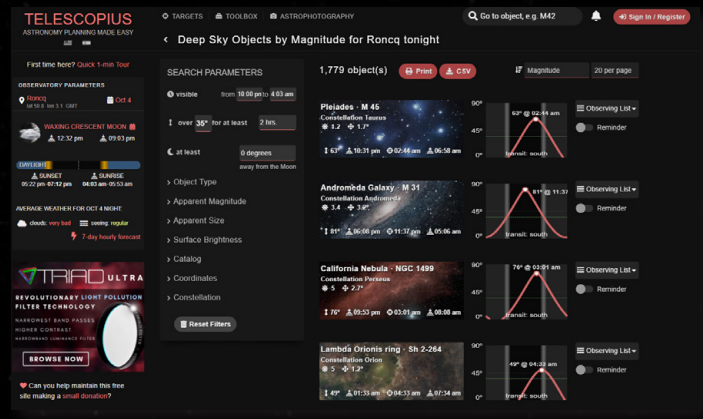 TELESCOPIUS
ASTRONOMY PLANNING MADE EASY
TARGETS TOOLBOX ASTROPHOTOGRAPHY
Go to object, e.g. M42
Sign In / Register
Deep Sky Objects by Magnitude for Roncq tonight
First time here? Quick 1-min Tour
OBSERVATORY PARAMETERS
Roncq
Oct 4
WAXING CRESCENT MOON
12:32 pm 09:03 pm
DAYLIGHT
SUNSET SUNRISE
05:22 pm-07:12 pm 04:03 am-05:53 am
AVERAGE WEATHER FOR OCT 4 NIGHT:
clouds: very bad seeing: regular
7-day hourly forecast
TRIAD ULTRA
REVOLUTIONARY LIGHT POLLUTION
FILTER TECHNOLOGY
NARROWEST BAND PASSES
HIGHER CONTRAST
NARROWBAND LUMINANCE FILTER
BROWSE NOW
Can you help maintain this free
site making a small donation?
SEARCH PARAMETERS
visible from 10:00 pm to 4:03 am
over 35° for at least 2 hrs.
at least 0 degrees
away from the Moon
Object Type
Apparent Magnitude
Apparent Size
Surface Brightness
Catalog
Coordinates
Constellation
Reset Filters
1,779 object(s) Print CSV
Magnitude 20 per page
Pleiades - M 45
Constellation Taurus
1.2 1.7°
63° 10:31 pm 02:44 am 06:58 am
90°
45°
0°
63° @ 02:44 am
transit: south
Observing List
Reminder
Andromeda Galaxy - M 31
Constellation Andromeda
3.4
81° 06:08 pm 11:37 pm 05:06 am
90°
45°
0°
81° @ 11:37
transit: south
Observing List
Reminder
California Nebula - NGC 1499
Constellation Perseus
5 2.7°
76° 09:53 pm 03:01 am 08:08 am
90°
45°
0°
76° @ 03:01 am
transit: south
Observing List
Reminder
Lambda Orionis ring - Sh 2-264
Constellation Orion
5 1.2°
49° 01:33 am 04:33 am 07:34 am
90°
45°
0°
49° @ 04:33 am
transit: south
Observing List
Reminder